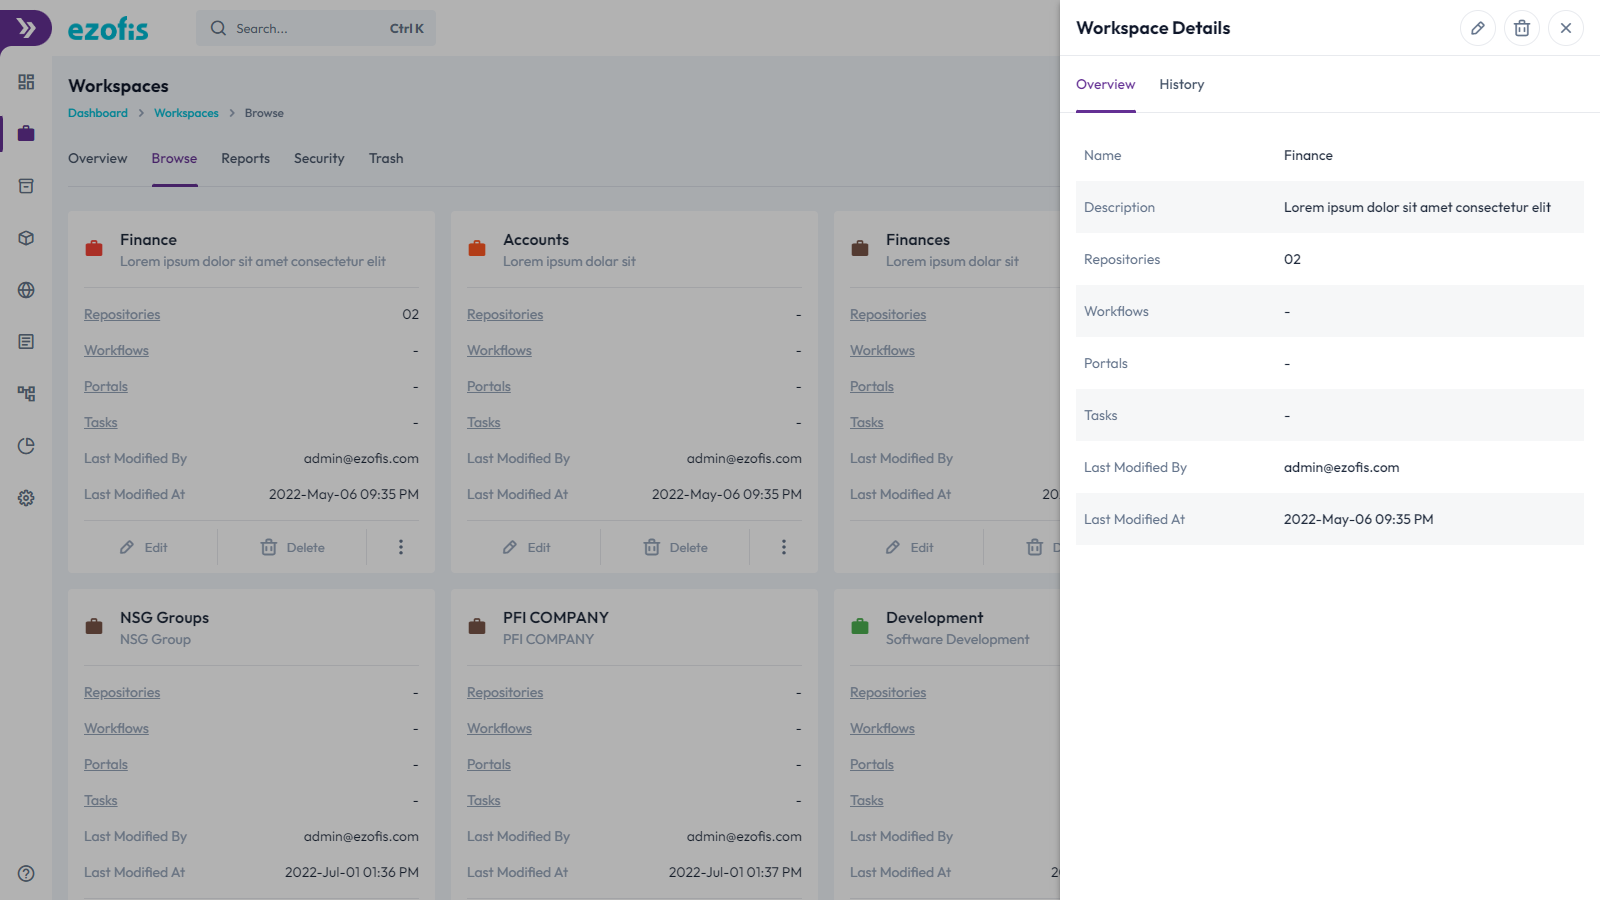 ezofis
Search...
Ctrl K
Workspaces
Dashboard
Workspaces
Browse
Overview
Browse
Reports
Security
Trash
Finance
Lorem ipsum dolor sit amet consectetur elit
Repositories
02
Workflows
-
Portals
-
Tasks
-
Last Modified By
admin@ezofis.com
Last Modified At
2022-May-06 09:35 PM
Edit
Delete
Accounts
Lorem ipsum dolar sit
Repositories
-
Workflows
-
Portals
-
Tasks
-
Last Modified By
admin@ezofis.com
Last Modified At
2022-May-06 09:35 PM
Edit
Delete
Finances
Lorem ipsum dolar sit
Repositories
Workflows
Portals
Tasks
Last Modified By
Last Modified At
20
Edit
D
NSG Groups
NSG Group
Repositories
-
Workflows
-
Portals
-
Tasks
-
Last Modified By
admin@ezofis.com
Last Modified At
2022-Jul-01 01:36 PM
PFI COMPANY
PFI COMPANY
Repositories
-
Workflows
-
Portals
-
Tasks
-
Last Modified By
admin@ezofis.com
Last Modified At
2022-Jul-01 01:37 PM
Development
Software Development
Repositories
Workflows
Portals
Tasks
Last Modified By
Last Modified At
2
Workspace Details
Overview
History
Name
Finance
Description
Lorem ipsum dolor sit amet consectetur elit
Repositories
02
Workflows
-
Portals
-
Tasks
-
Last Modified By
admin@ezofis.com
Last Modified At
2022-May-06 09:35 PM